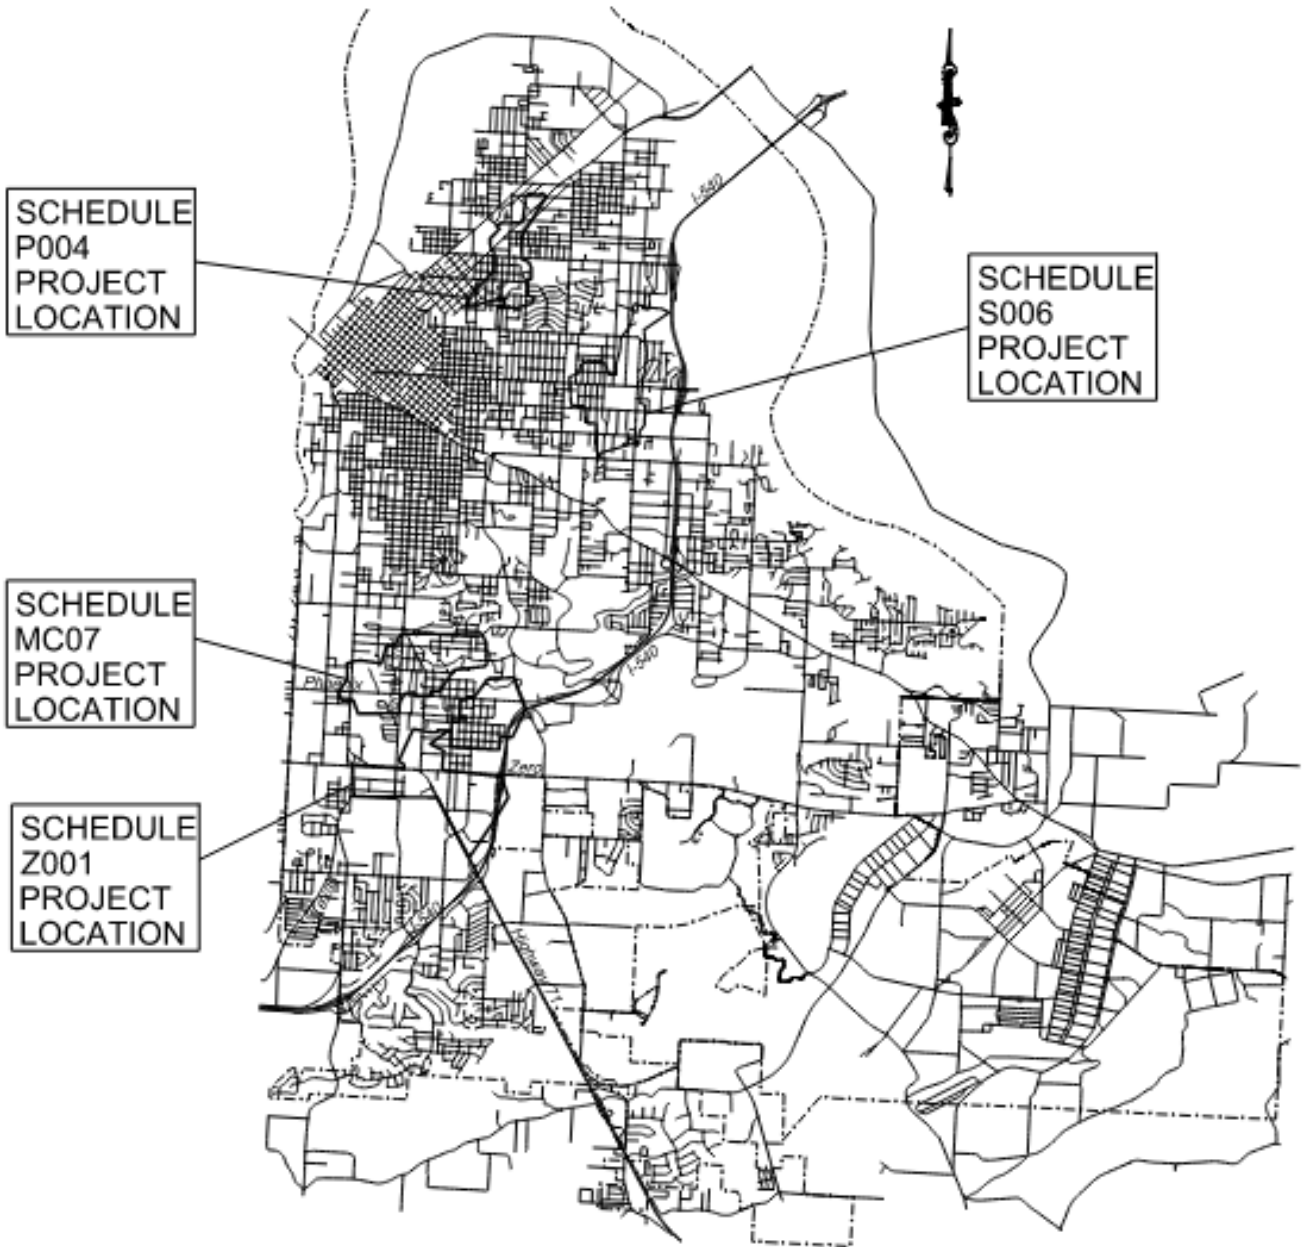 I-540
SCHEDULE
P004
PROJECT
LOCATION
SCHEDULE
S006
PROJECT
LOCATION
SCHEDULE
MC07
PROJECT
LOCATION
I-540
Phoenix
Zero
SCHEDULE
Z001
PROJECT
LOCATION
I-540
Highway 71